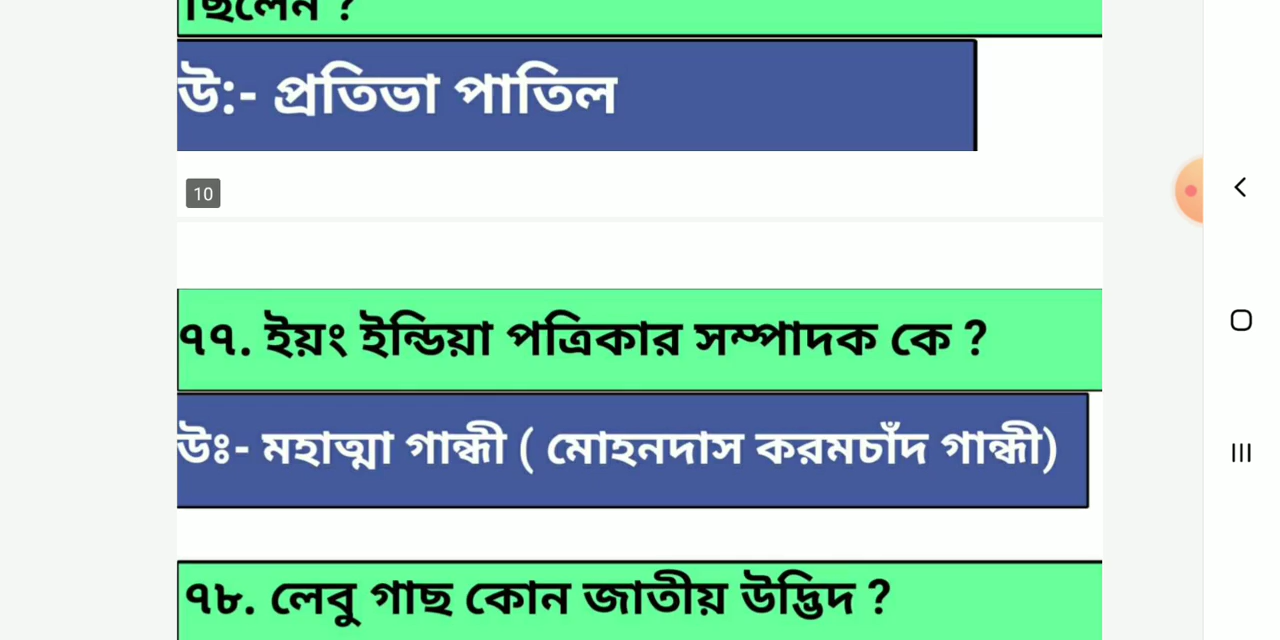 ছিলেন ?
উ:- প্রতিভা পাতিল
10
৭৭. ইয়ং ইন্ডিয়া পত্রিকার সম্পাদক কে ?
উঃ- মহাত্মা গান্ধী ( মোহনদাস করমচাঁদ গান্ধী)
৭৮. লেবু গাছ কোন জাতীয় উদ্ভিদ ?